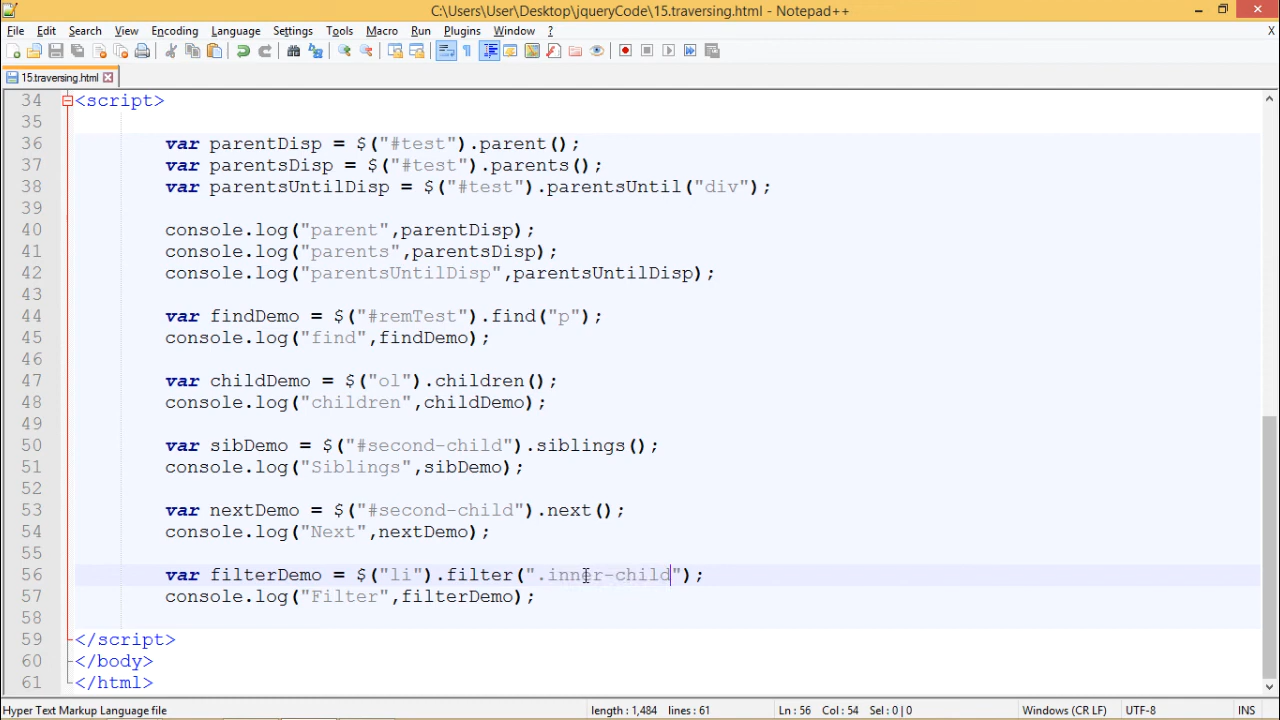 C:\Users\User\Desktop\jqueryCode\15.traversing.html - Notepad++
File Edit Search View Encoding Language Settings Tools Macro Run Plugins Window ? X
15.traversing.html
34 <script>
35
36 var parentDisp = $("#test").parent();
37 var parentsDisp = $("#test").parents();
38 var parentsUntilDisp = $("#test").parentsUntil("div");
39
40 console.log("parent",parentDisp);
41 console.log("parents",parentsDisp);
42 console.log("parentsUntilDisp",parentsUntilDisp);
43
44 var findDemo = $("#remTest").find("p");
45 console.log("find",findDemo);
46
47 var childDemo = $("ol").children();
48 console.log("children",childDemo);
49
50 var sibDemo = $("#second-child").siblings();
51 console.log("Siblings",sibDemo);
52
53 var nextDemo = $("#second-child").next();
54 console.log("Next",nextDemo);
55
56 var filterDemo = $("li").filter(".inner-child");
57 console.log("Filter",filterDemo);
58
59 </script>
60 </body>
61 </html>
Hyper Text Markup Language file length : 1,484 lines : 61 Ln : 56 Col : 54 Sel : 0 | 0 Windows (CR LF) UTF-8 INS